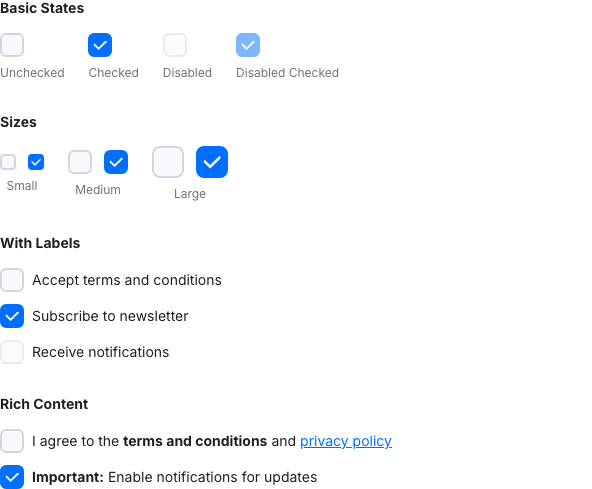 Basic States
Unchecked Checked Disabled Disabled Checked
Sizes
Small Medium Large
With Labels
Accept terms and conditions
Subscribe to newsletter
Receive notifications
Rich Content
I agree to the terms and conditions and privacy policy
Important: Enable notifications for updates